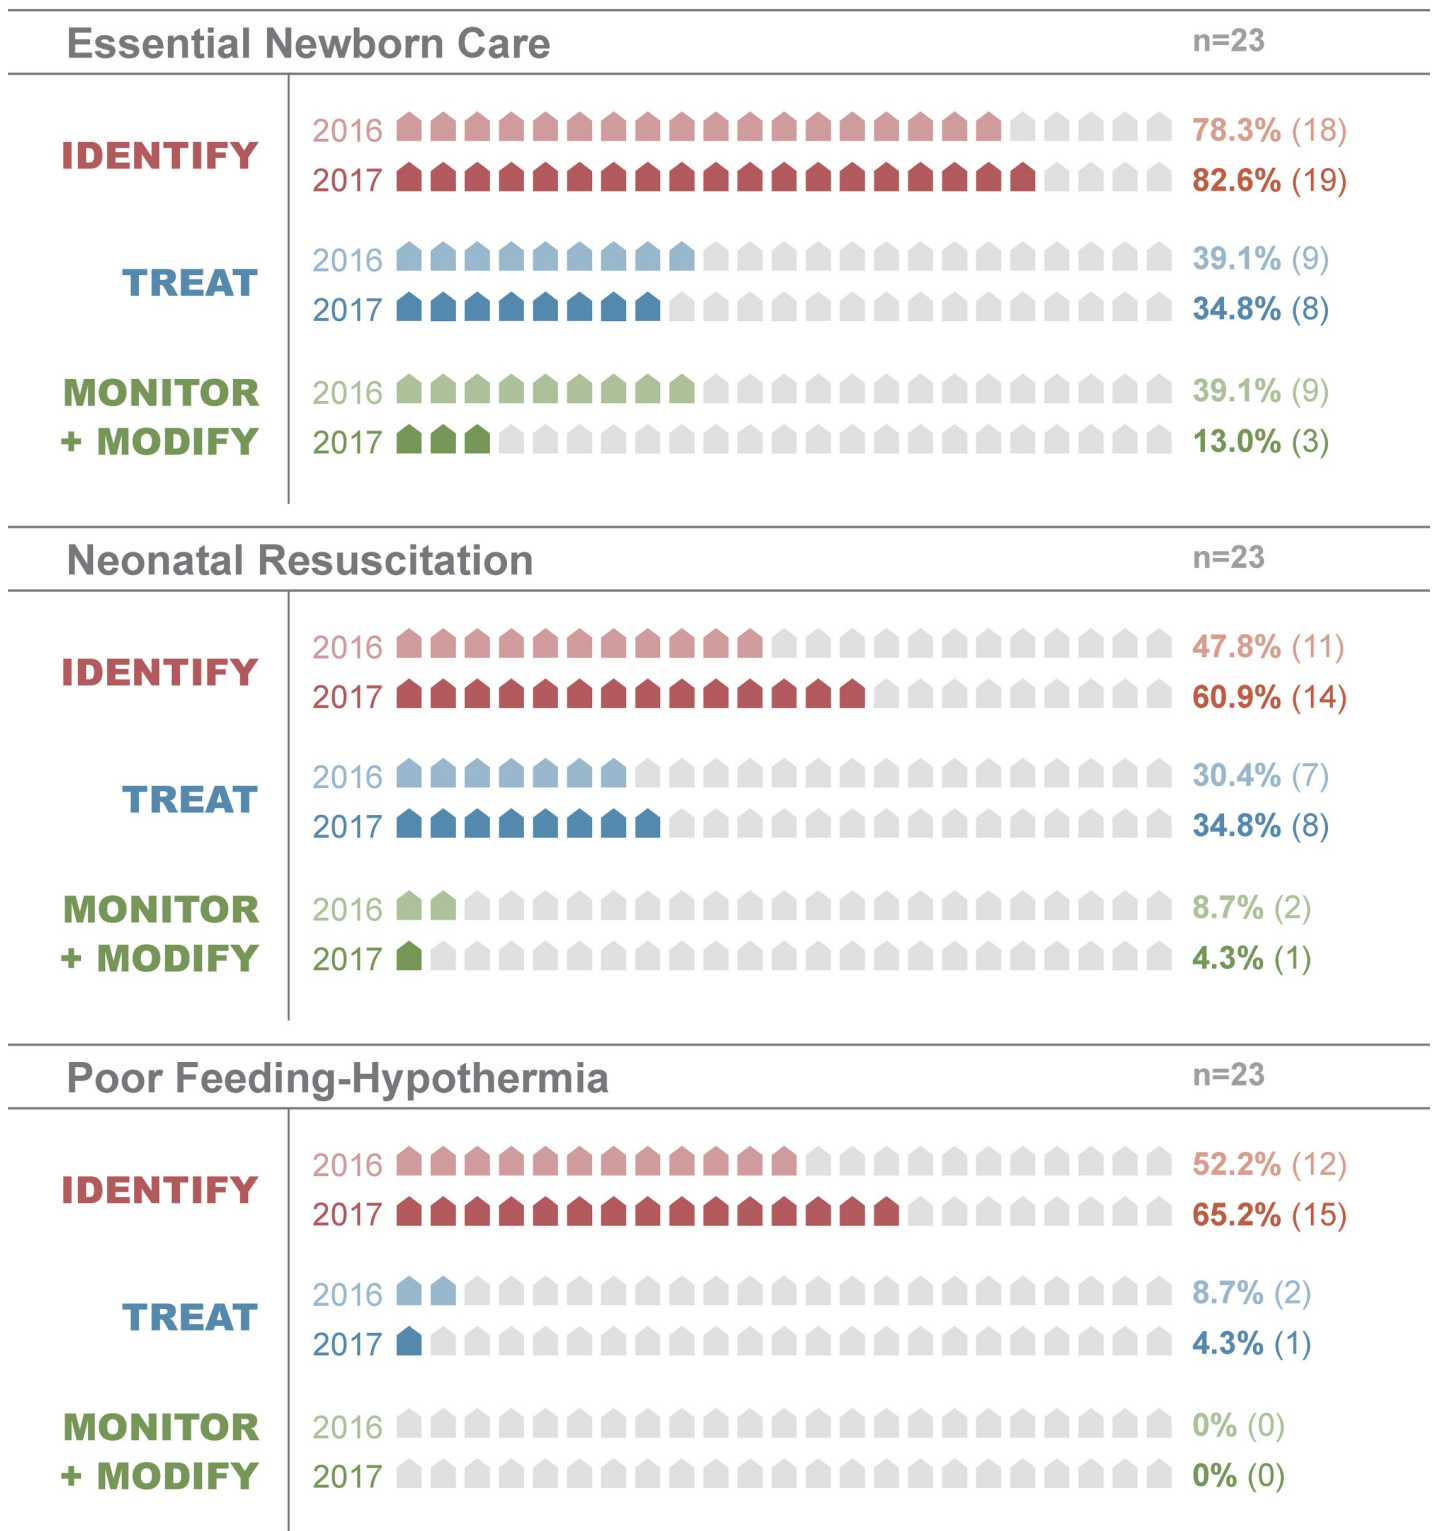 Essential Newborn Care n=23
IDENTIFY
2016 78.3% (18)
2017 82.6% (19)
TREAT
2016 39.1% (9)
2017 34.8% (8)
MONITOR
+ MODIFY
2016 39.1% (9)
2017 13.0% (3)
Neonatal Resuscitation n=23
IDENTIFY
2016 47.8% (11)
2017 60.9% (14)
TREAT
2016 30.4% (7)
2017 34.8% (8)
MONITOR
+ MODIFY
2016 8.7% (2)
2017 4.3% (1)
Poor Feeding-Hypothermia n=23
IDENTIFY
2016 52.2% (12)
2017 65.2% (15)
TREAT
2016 8.7% (2)
2017 4.3% (1)
MONITOR
+ MODIFY
2016 0% (0)
2017 0% (0)